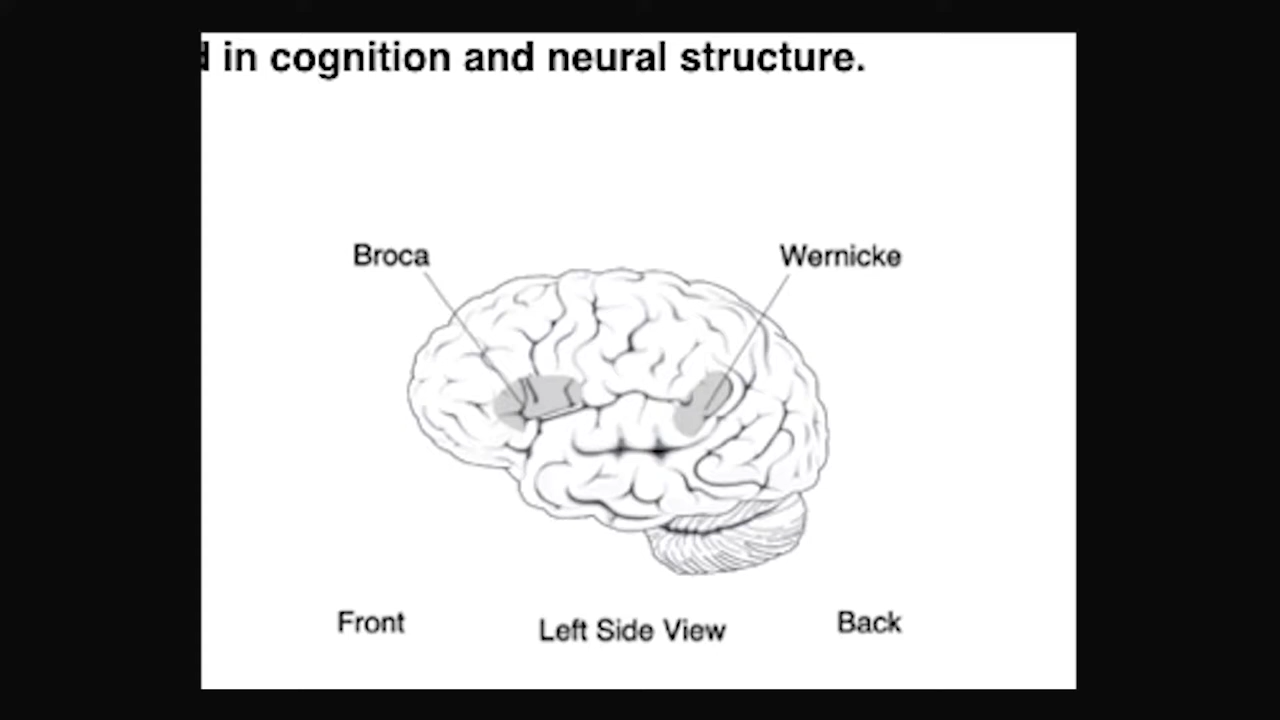 in cognition and neural structure.
Broca
Wernicke
Front
Left Side View
Back